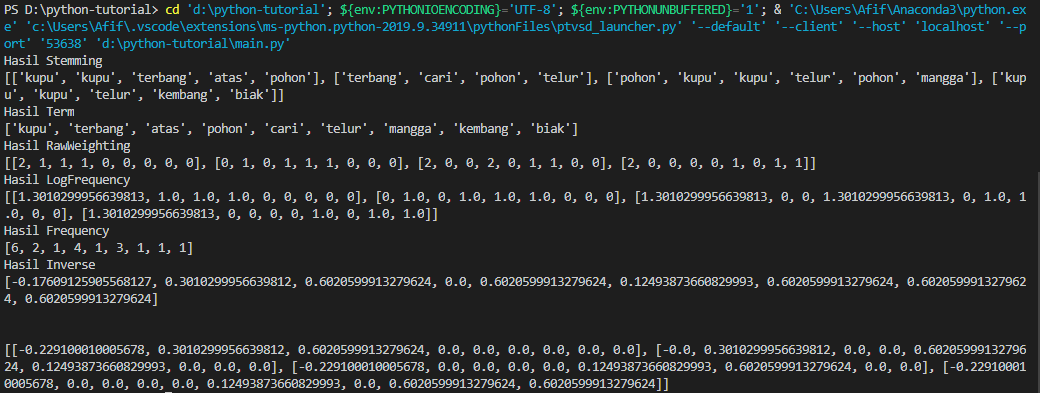 PS D:\python-tutorial> cd 'd:\python-tutorial'; ${env:PYTHONIOENCODING}='UTF-8'; ${env:PYTHONUNBUFFERED}='1'; & 'C:\Users\Afif\Anaconda3\python.ex
e' 'c:\Users\Afif\.vscode\extensions\ms-python.python-2019.9.34911\pythonFiles\ptvsd_launcher.py' '--default' '--client' '--host' 'localhost' '--p
ort' '53638' 'd:\python-tutorial\main.py'
Hasil Stemming
[['kupu', 'kupu', 'terbang', 'atas', 'pohon'], ['terbang', 'cari', 'pohon', 'telur'], ['pohon', 'kupu', 'kupu', 'telur', 'pohon', 'mangga'], ['kup
u', 'kupu', 'telur', 'kembang', 'biak']]
Hasil Term
['kupu', 'terbang', 'atas', 'pohon', 'cari', 'telur', 'mangga', 'kembang', 'biak']
Hasil RawWeighting
[[2, 1, 1, 1, 0, 0, 0, 0, 0], [0, 1, 0, 1, 1, 1, 0, 0, 0], [2, 0, 0, 2, 0, 1, 1, 0, 0], [2, 0, 0, 0, 0, 1, 0, 1, 1]]
Hasil LogFrequency
[[1.3010299956639813, 1.0, 1.0, 1.0, 0, 0, 0, 0, 0], [0, 1.0, 0, 1.0, 1.0, 1.0, 0, 0, 0], [1.3010299956639813, 0, 0, 1.3010299956639813, 0, 1.0, 1
.0, 0, 0], [1.3010299956639813, 0, 0, 0, 0, 1.0, 0, 1.0, 1.0]]
Hasil Frequency
[6, 2, 1, 4, 1, 3, 1, 1, 1]
Hasil Inverse
[-0.17609125905568127, 0.3010299956639812, 0.6020599913279624, 0.0, 0.6020599913279624, 0.12493873660829993, 0.6020599913279624, 0.602059991327962
4, 0.6020599913279624]
[[-0.229100010005678, 0.3010299956639812, 0.6020599913279624, 0.0, 0.0, 0.0, 0.0, 0.0, 0.0], [-0.0, 0.3010299956639812, 0.0, 0.0, 0.60205991132796
24, 0.12493873660829993, 0.0, 0.0, 0.0], [-0.229100010005678, 0.0, 0.0, 0.0, 0.0, 0.12493873660829993, 0.6020599913279624, 0.0, 0.0], [-0.22910001
0005678, 0.0, 0.0, 0.0, 0.0, 0.12493873660829993, 0.0, 0.6020599913279624, 0.6020599913279624]]